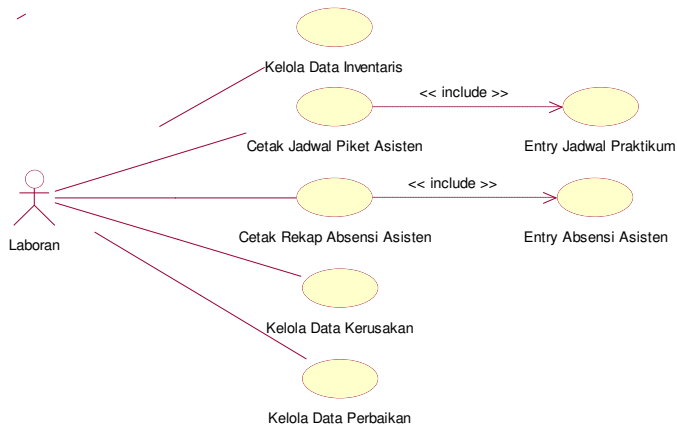 Kelola Data Inventaris
<< include >>
Cetak Jadwal Piket Asisten
Entry Jadwal Praktikum
<< include >>
Laboran
Cetak Rekap Absensi Asisten
Entry Absensi Asisten
Kelola Data Kerusakan
Kelola Data Perbaikan